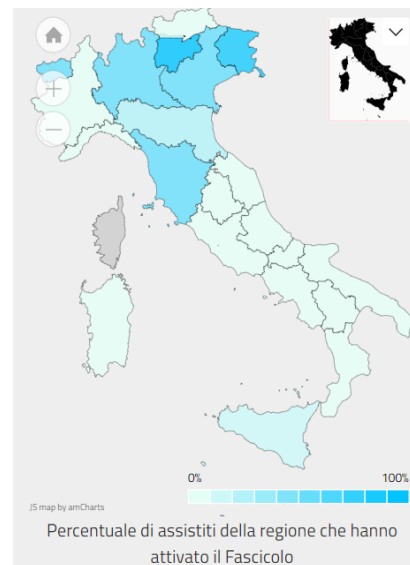 0%
100%
JS map by amCharts
Percentuale di assistiti della regione che hanno
attivato il Fascicolo